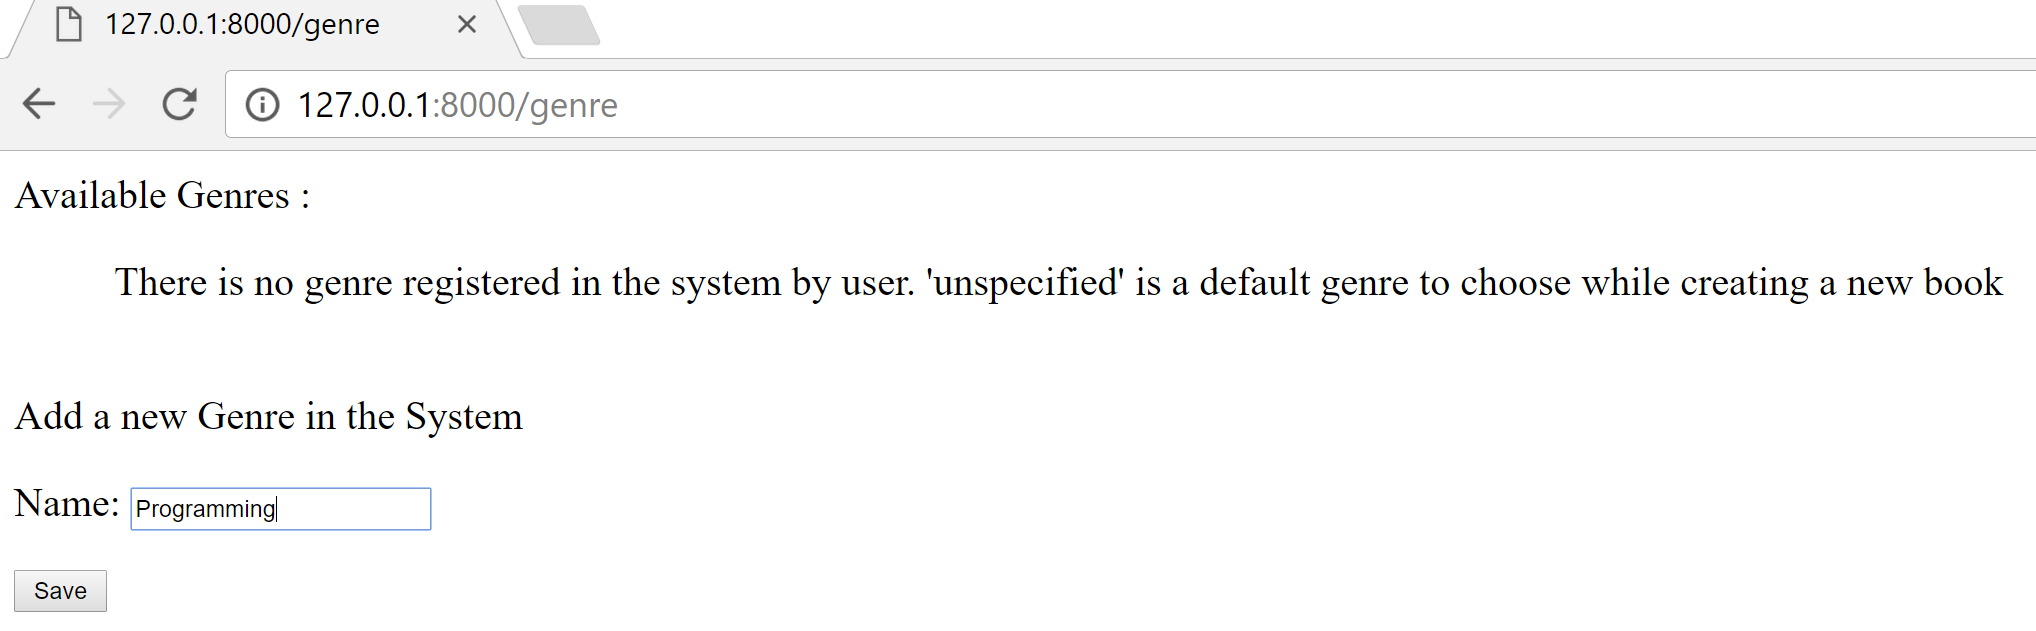 127.0.0.1:8000/genre
127.0.0.1:8000/genre
Available Genres :
There is no genre registered in the system by user. 'unspecified' is a default genre to choose while creating a new book
Add a new Genre in the System
Name: Programming
Save